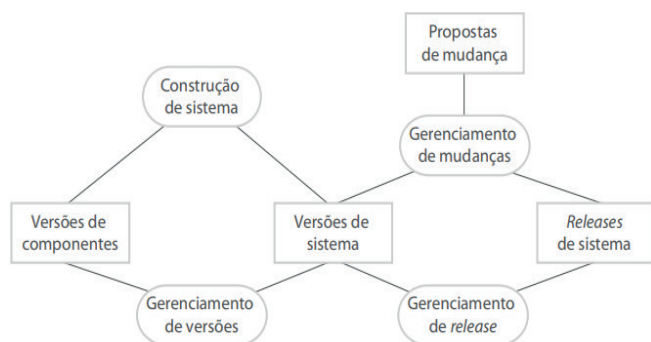 Propostas
de mudança
Construção
de sistema
Gerenciamento
de mudanças
Versões de
componentes
Versões de
sistema
Releases
de sistema
Gerenciamento
de versões
Gerenciamento
de release